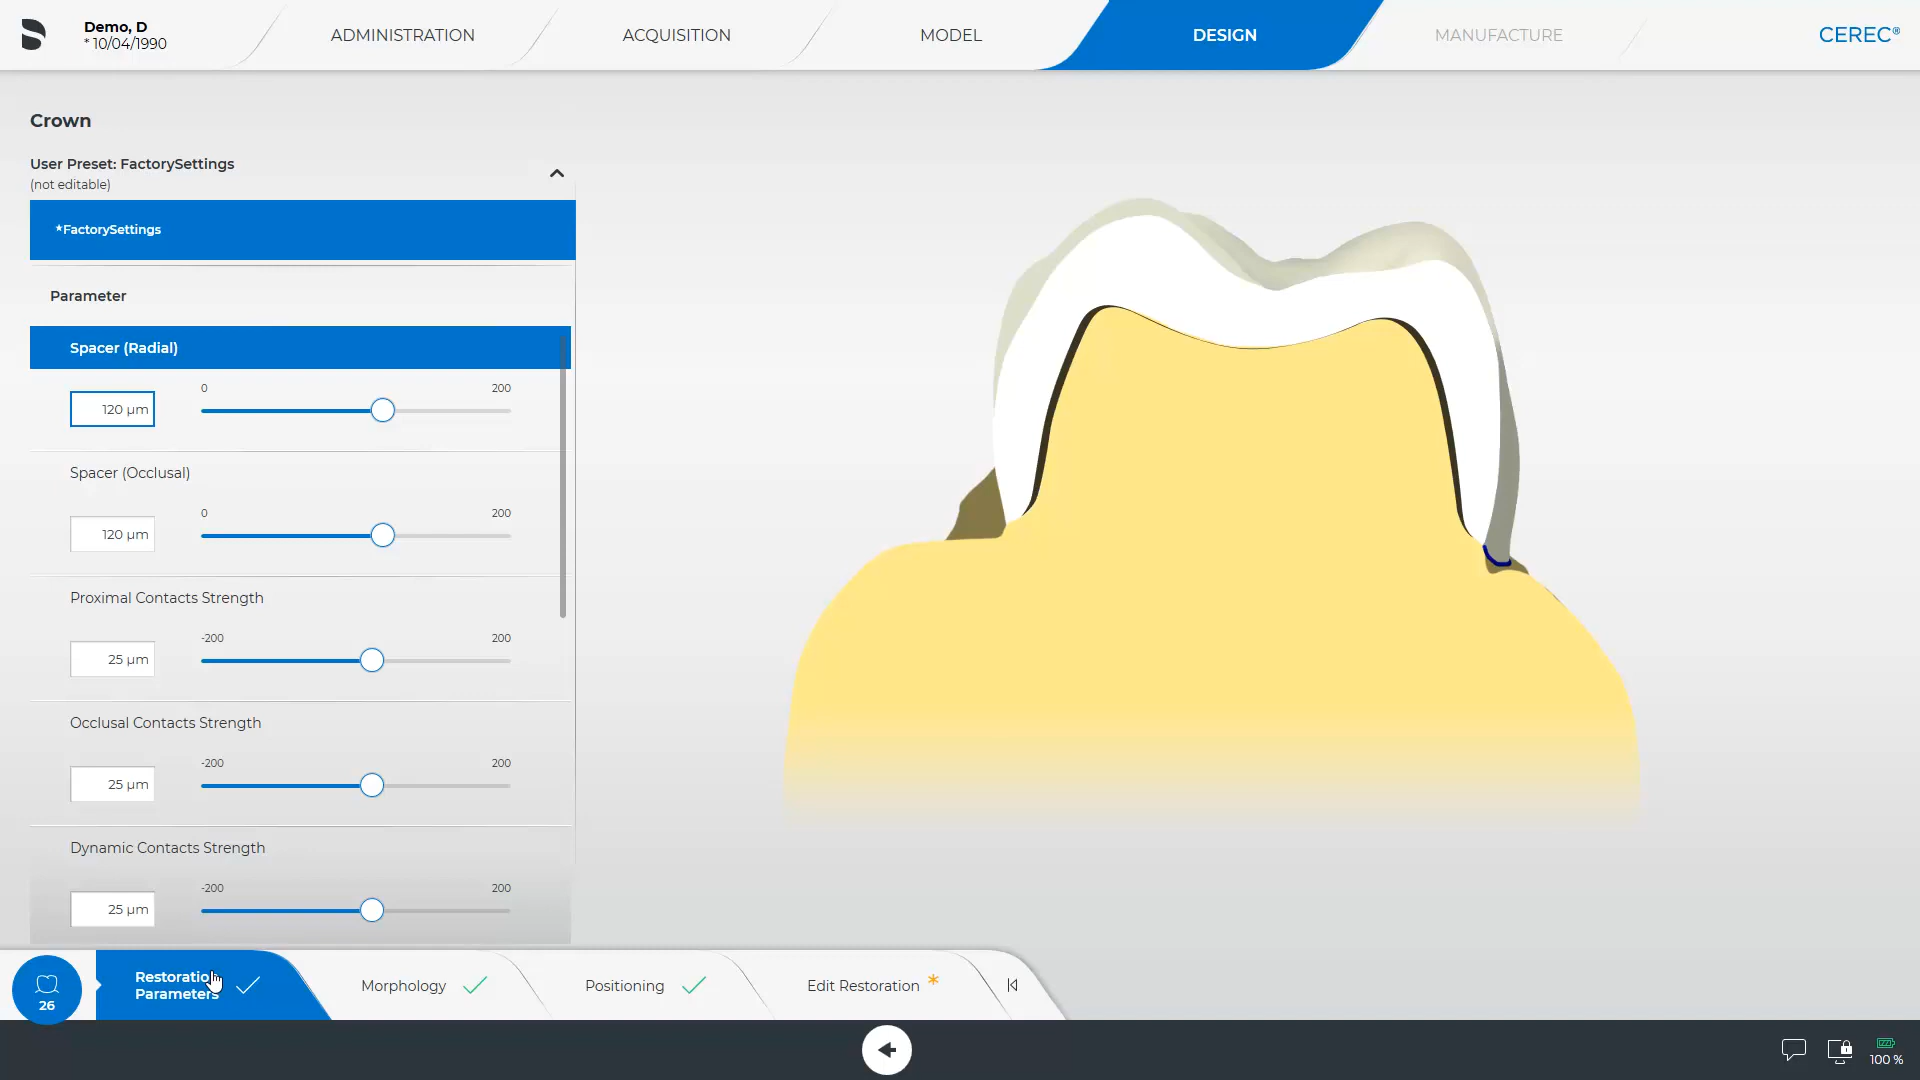 Demo, D
* 10/04/1990
ADMINISTRATION
ACQUISITION
MODEL
DESIGN
MANUFACTURE
CEREC®
Crown
User Preset: FactorySettings
(not editable)
*FactorySettings
Parameter
Spacer (Radial)
0
200
120 µm
Spacer (Occlusal)
0
200
120 µm
Proximal Contacts Strength
-200
200
25 µm
Occlusal Contacts Strength
-200
200
25 µm
Dynamic Contacts Strength
-200
200
25 µm
26
Restoration
Parameters
Morphology
Positioning
Edit Restoration *
100 %